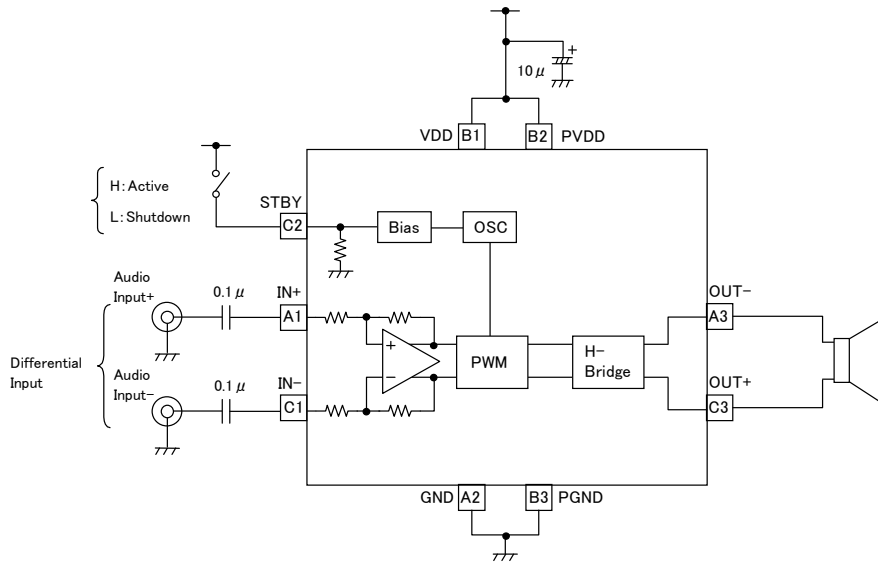 +
10μ
VDD B1 B2 PVDD
H:Active
L:Shutdown
STBY
C2
Bias
OSC
Audio
Input+
0.1μ
IN+
A1
OUT−
A3
Differential
Input
+
−
PWM
H−
Bridge
Audio
Input−
0.1μ
IN−
C1
OUT+
C3
GND A2 B3 PGND